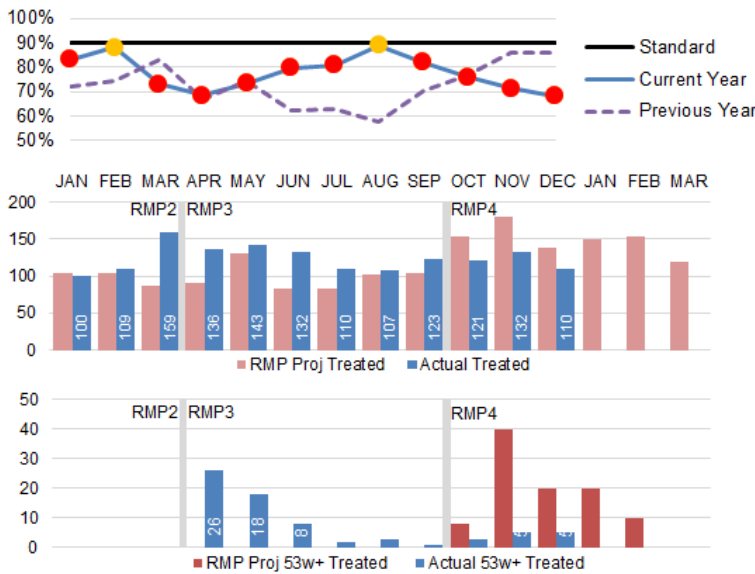 100%
90%
80%
70%
60%
50%
Standard
Current Year
Previous Year
JAN FEB MAR APR MAY JUN JUL AUG SEP OCT NOV DEC JAN FEB MAR
200
150
100
50
0
RMP2 RMP3 RMP4
100 109 159 136 143 132 110 107 123 121 132 110
RMP Proj Treated Actual Treated
50
40
30
20
10
0
RMP2 RMP3 RMP4
26 18 8
RMP Proj 53w+ Treated Actual 53w+ Treated